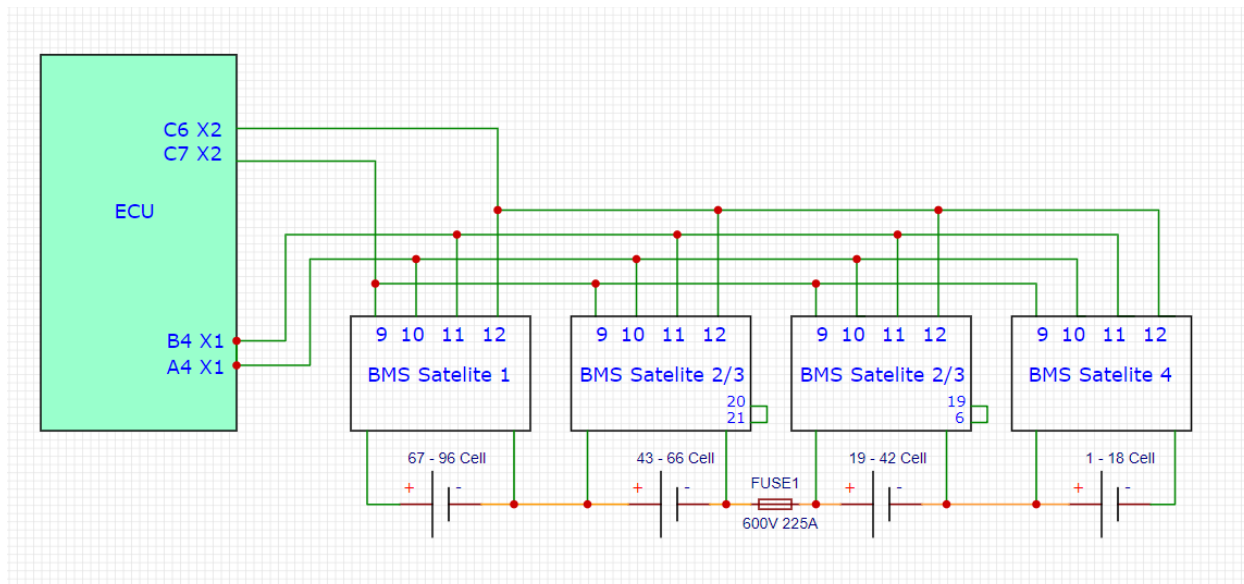 C6 X2
C7 X2
ECU
B4 X1
A4 X1
9 10 11 12
BMS Satelite 1
9 10 11 12
BMS Satelite 2/3
20
21
9 10 11 12
BMS Satelite 2/3
19
6
9 10 11 12
BMS Satelite 4
67 - 96 Cell
+ -
43 - 66 Cell
+ -
FUSE1
600V 225A
19 - 42 Cell
+ -
1 - 18 Cell
+ -